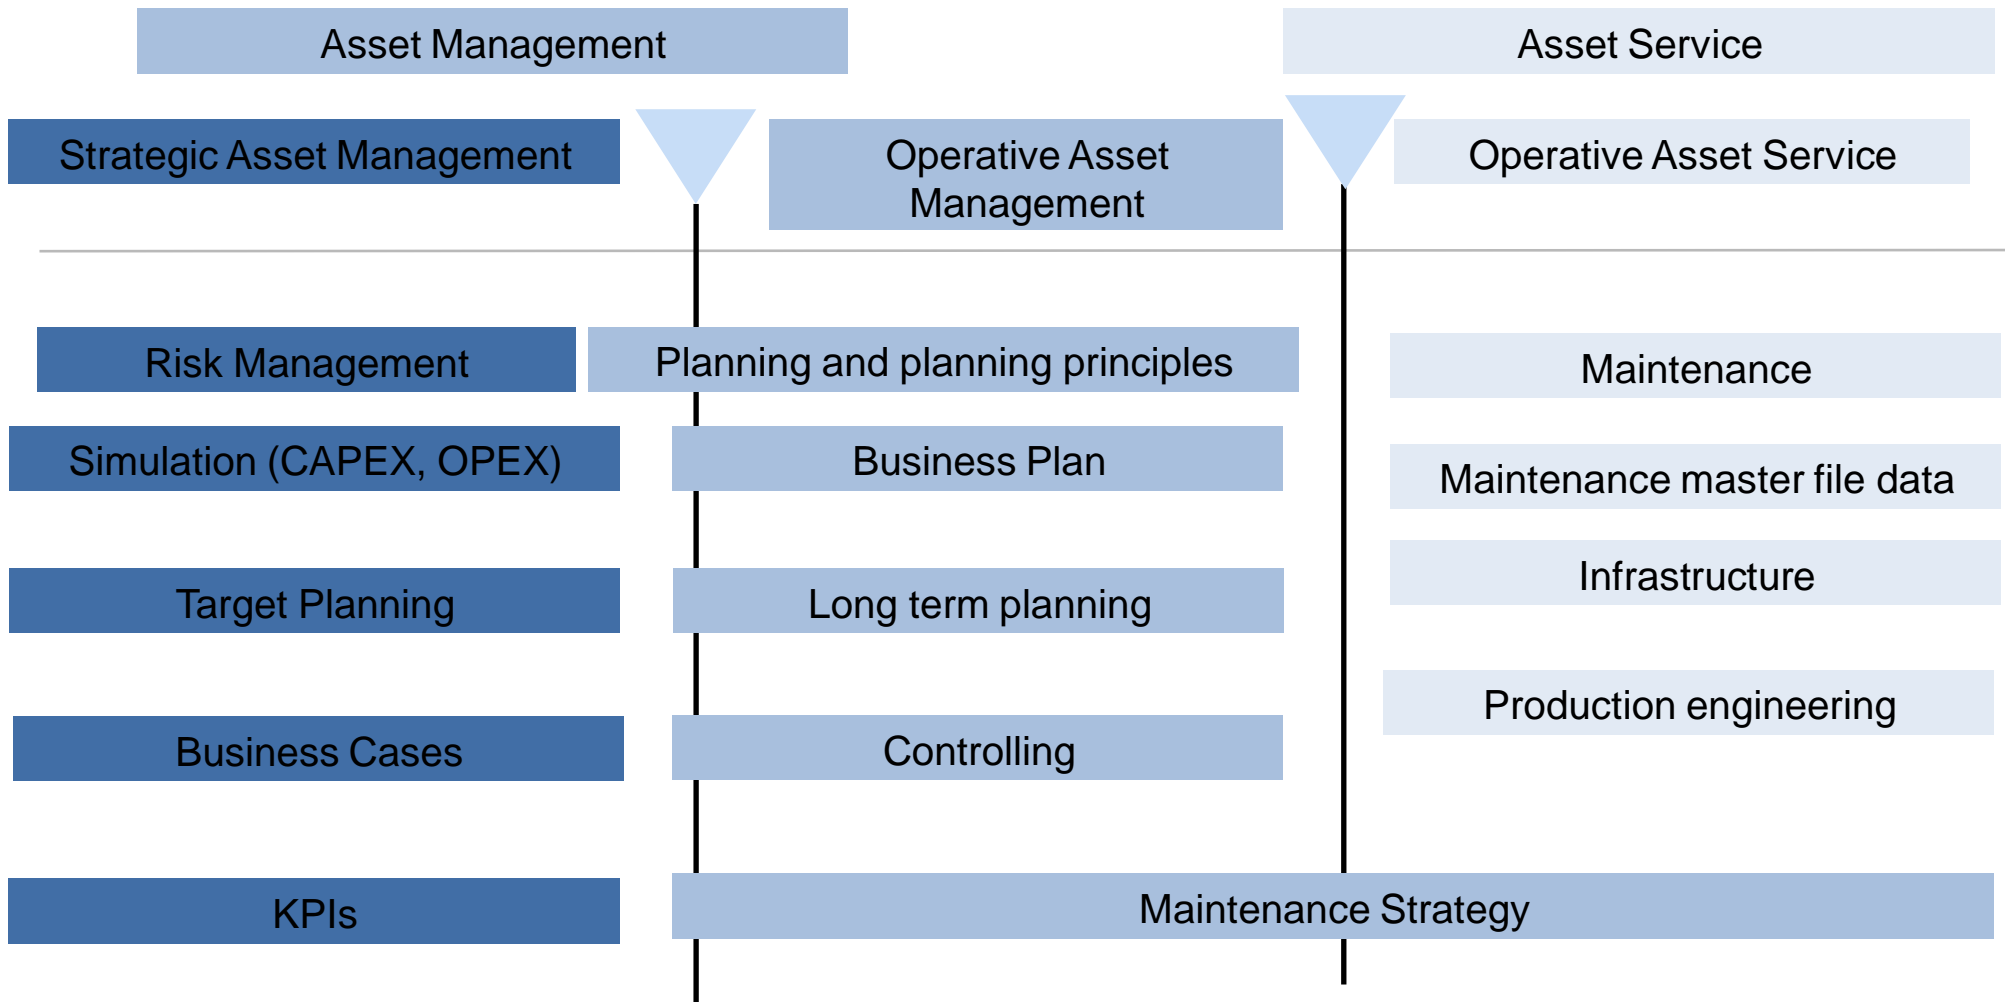 Asset Management
Asset Service
Strategic Asset Management
Operative Asset
Management
Operative Asset Service
Risk Management
Planning and planning principles
Maintenance
Simulation (CAPEX, OPEX)
Business Plan
Maintenance master file data
Target Planning
Long term planning
Infrastructure
Production engineering
Business Cases
Controlling
KPIs
Maintenance Strategy